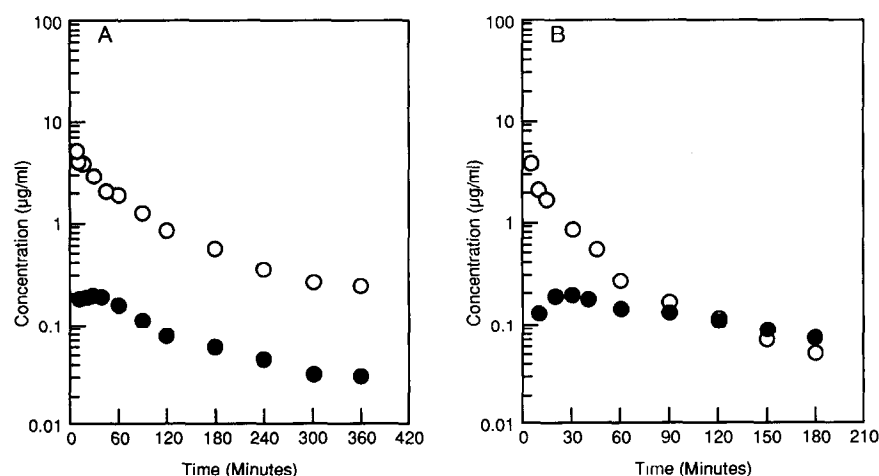 A
100
10
1
0.1
0.01
Concentration (µg/ml)
0 60 120 180 240 300 360 420
Time (Minutes)
B
100
10
1
0.1
0.01
Concentration (µg/ml)
0 30 60 90 120 150 180 210
Time (Minutes)